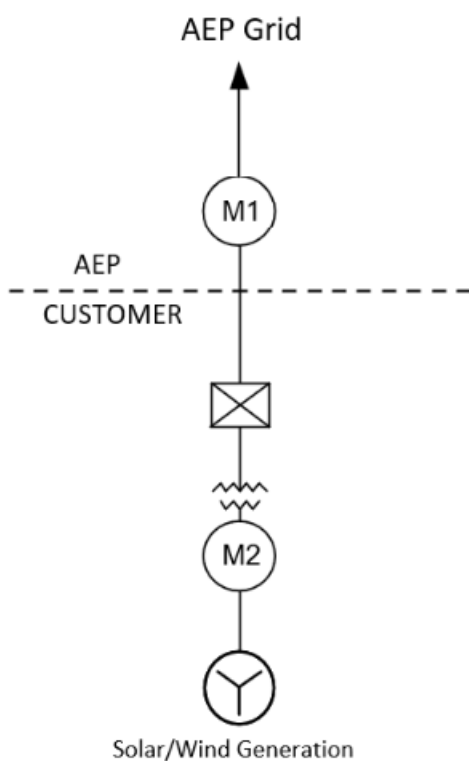 AEP Grid
M1
AEP
CUSTOMER
M2
Solar/Wind Generation